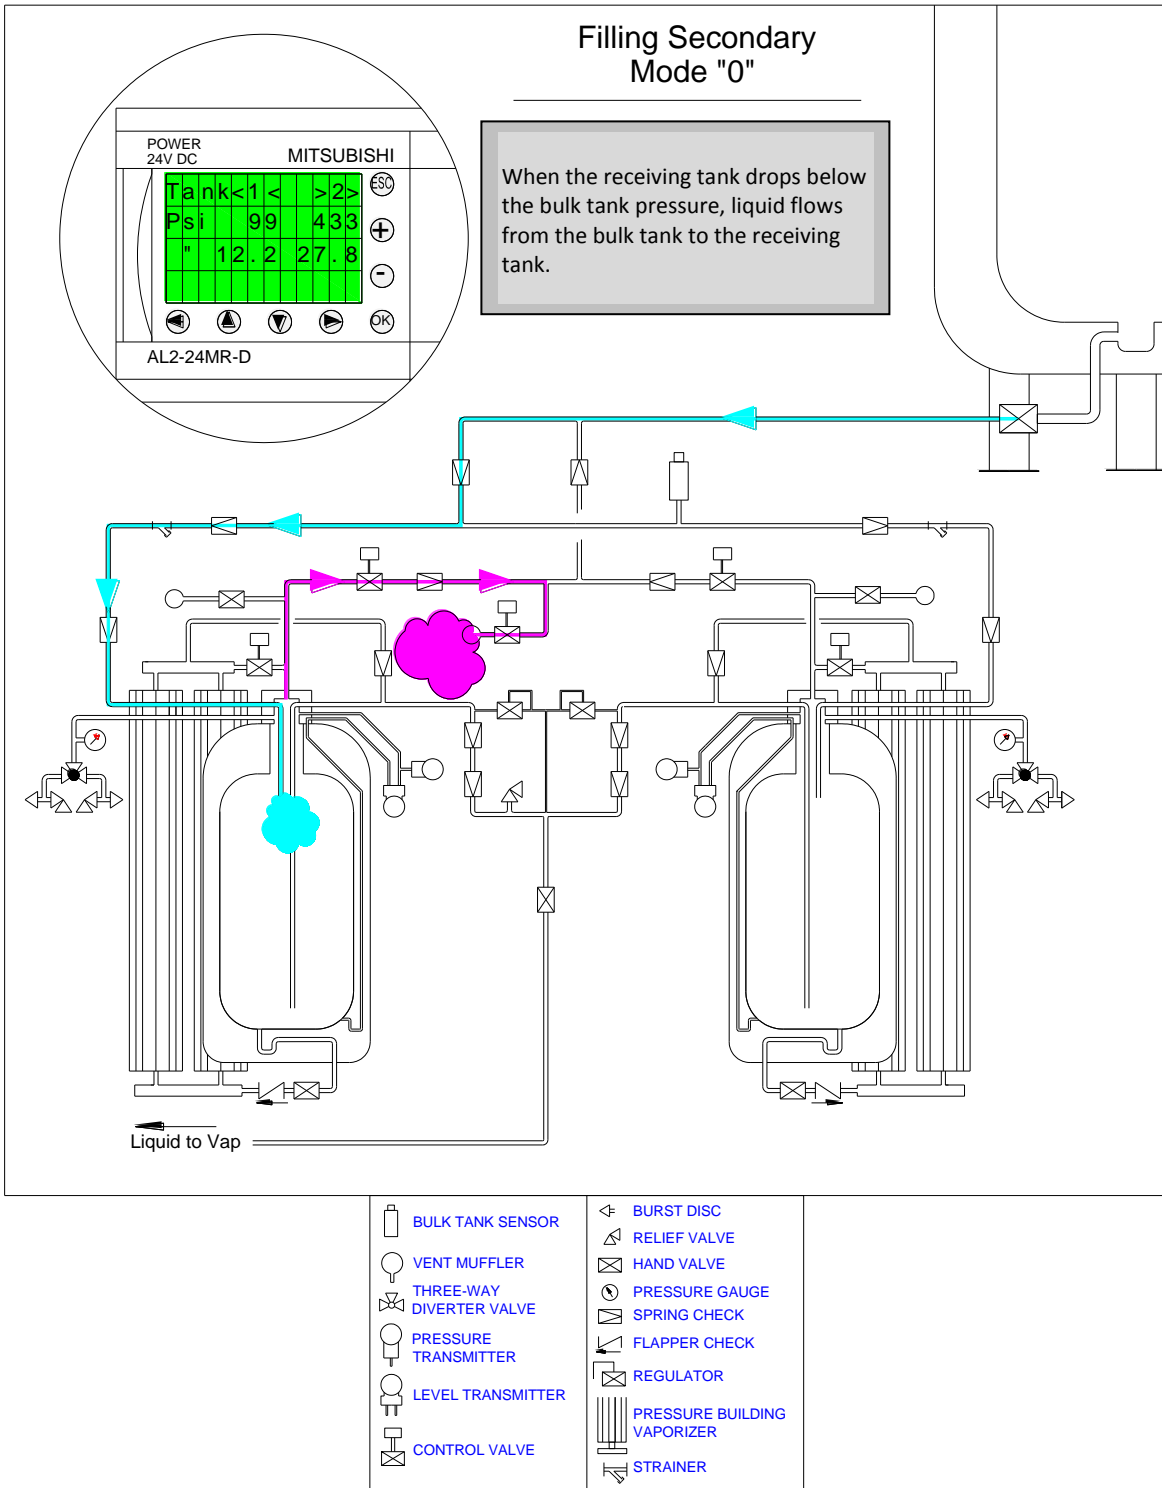 Filling Secondary
Mode "0"
POWER
24V DC
MITSUBISHI
Tank<1< >2>
Psi 99 433
" 12.2 27.8
ESC
+
-
OK
AL2-24MR-D
When the receiving tank drops below
the bulk tank pressure, liquid flows
from the bulk tank to the receiving
tank.
Liquid to Vap
BULK TANK SENSOR
VENT MUFFLER
THREE-WAY
DIVERTER VALVE
PRESSURE
TRANSMITTER
LEVEL TRANSMITTER
CONTROL VALVE
BURST DISC
RELIEF VALVE
HAND VALVE
PRESSURE GAUGE
SPRING CHECK
FLAPPER CHECK
REGULATOR
PRESSURE BUILDING
VAPORIZER
STRAINER